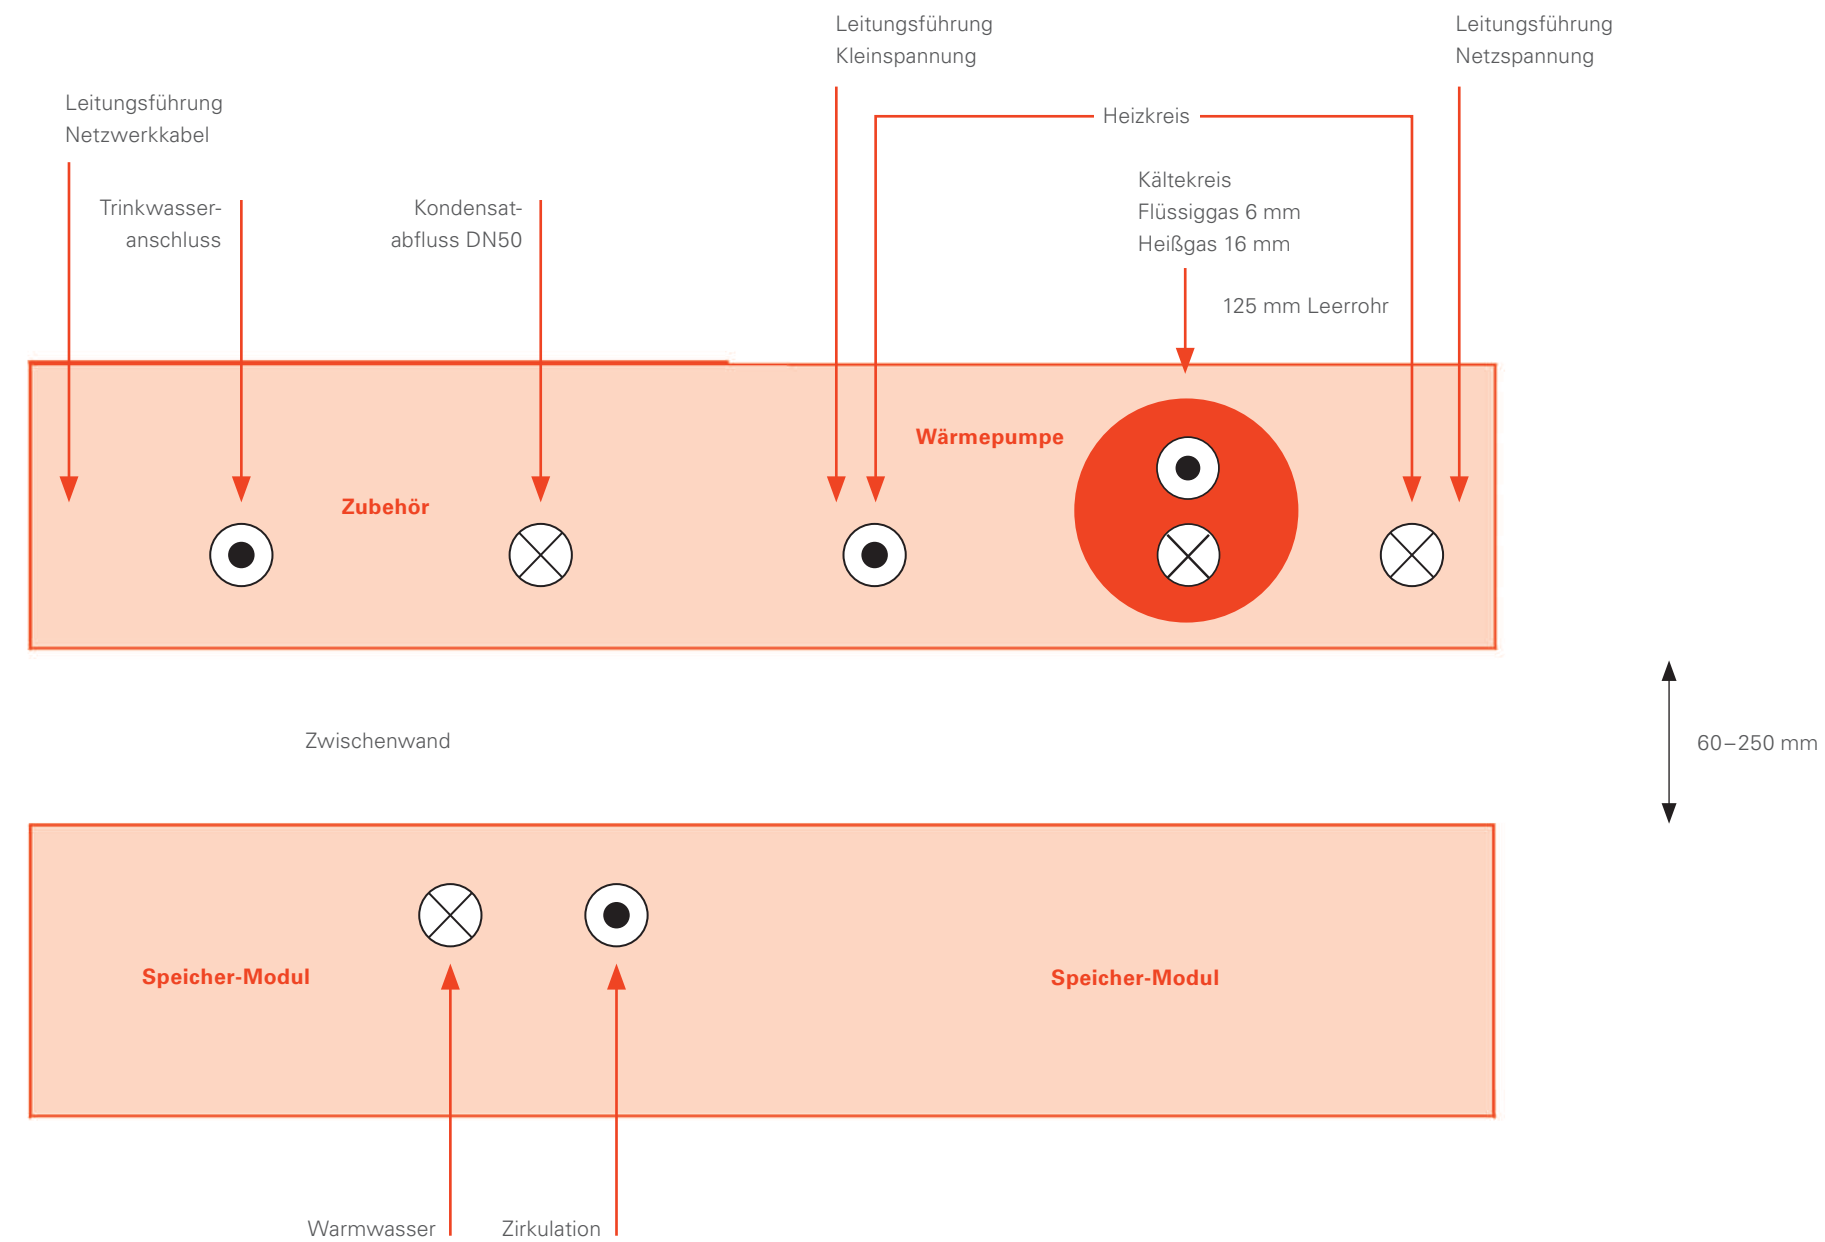 Leitungsführung
Kleinspannung
Leitungsführung
Netzspannung
Leitungsführung
Netzwerkkabel
Heizkreis
Trinkwasser-
anschluss
Kondensat-
abfluss DN50
Kältekreis
Flüssiggas 6 mm
Heißgas 16 mm
125 mm Leerrohr
Wärmepumpe
Zubehör
Zwischenwand
60–250 mm
Speicher-Modul
Speicher-Modul
Warmwasser
Zirkulation